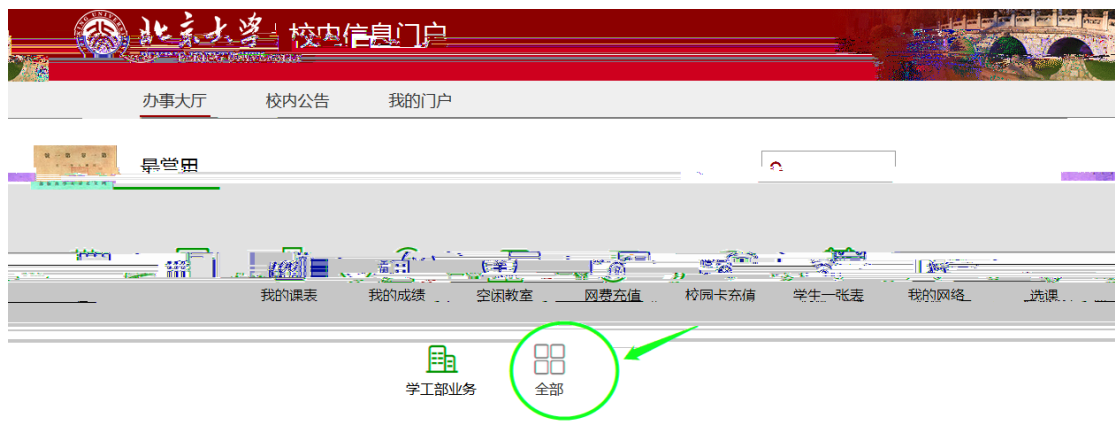 北京大学 校内信息门户
办事大厅 校内公告 我的门户
最常用
我的课表 我的成绩 空闲教室 网费充值 校园卡充值 学生一张表 我的网络 选课
学工部业务 全部